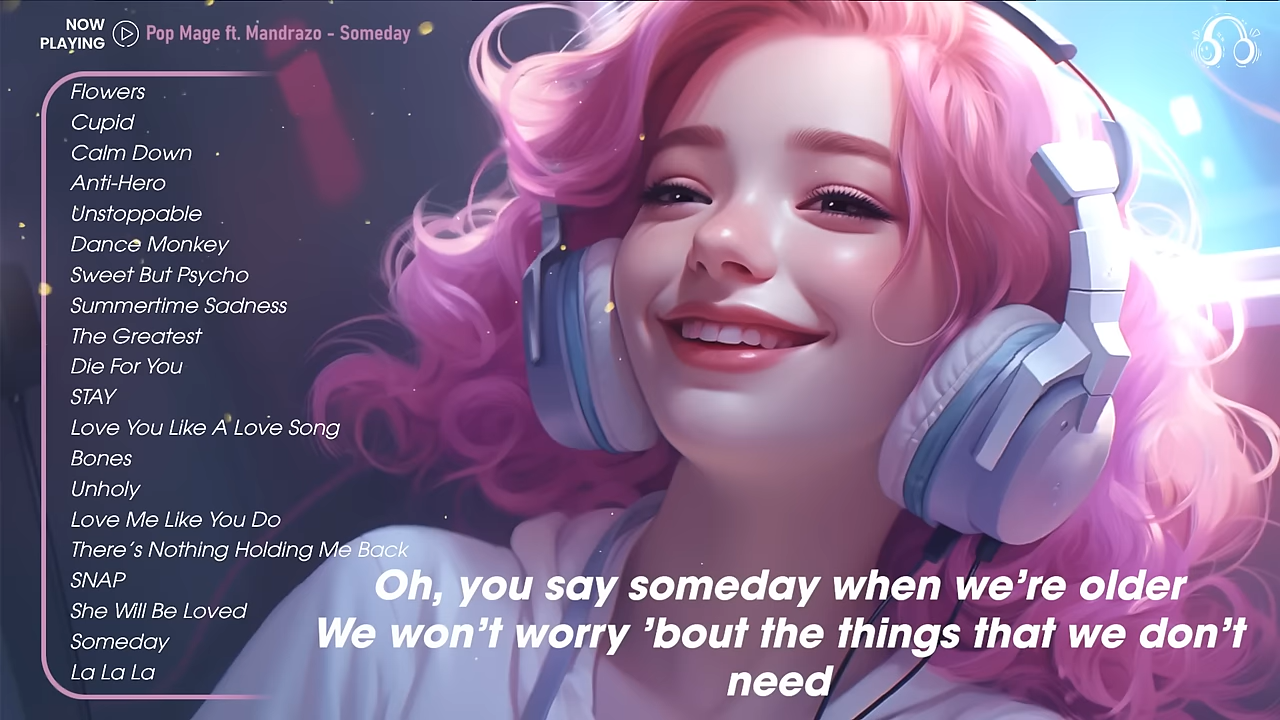 NOW
PLAYING
Pop Mage ft. Mandrazo - Someday
Flowers
Cupid
Calm Down
Anti-Hero
Unstoppable
Dance Monkey
Sweet But Psycho
Summertime Sadness
The Greatest
Die For You
STAY
Love You Like A Love Song
Bones
Unholy
Love Me Like You Do
There's Nothing Holding Me Back
SNAP
She Will Be Loved
Someday
La La La
Oh, you say someday when we're older
We won't worry 'bout the things that we don't
need